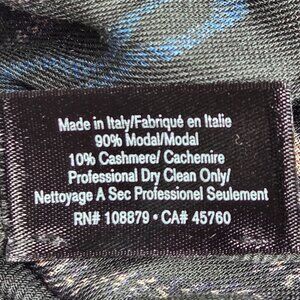 Made in Italy/Fabriqué en Italie
90% Modal/Modal
10% Cashmere/ Cachemire
Professional Dry Clean Only/
Nettoyage A Sec Professionel Seulement
RN# 108879 • CA# 45760